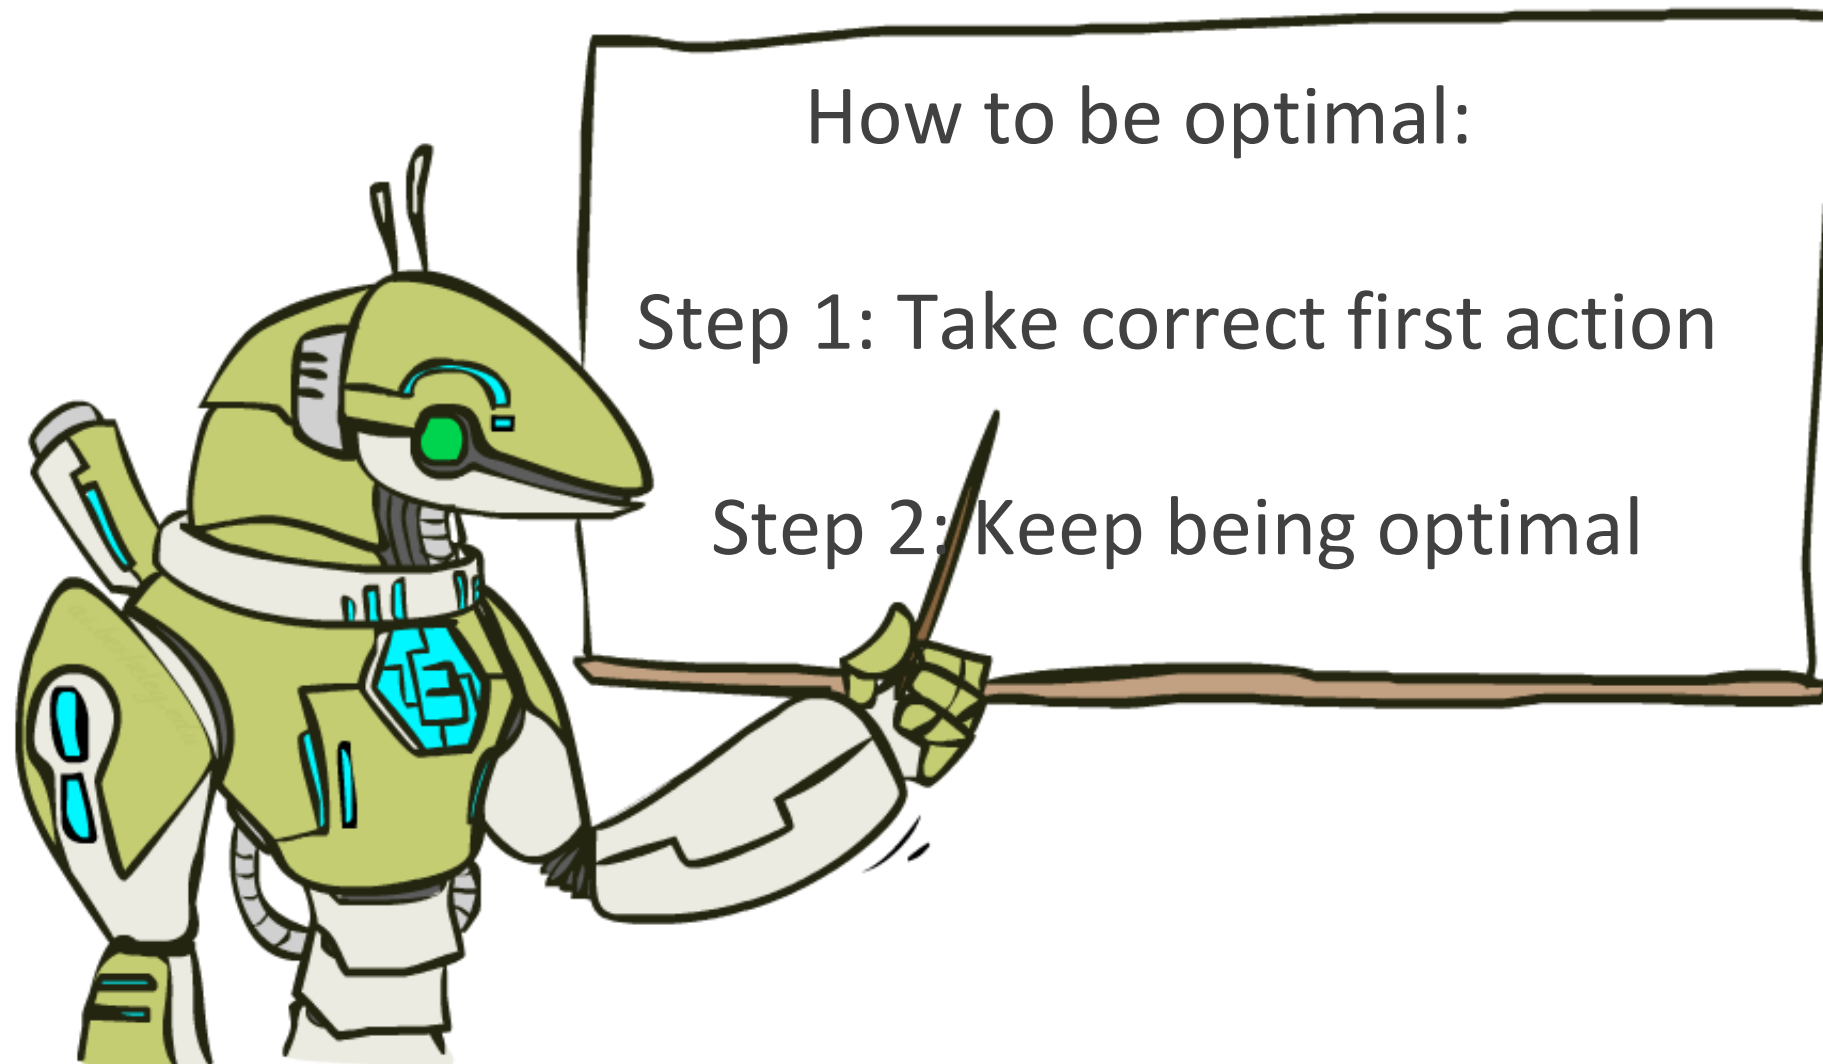 How to be optimal:
Step 1: Take correct first action
Step 2: Keep being optimal